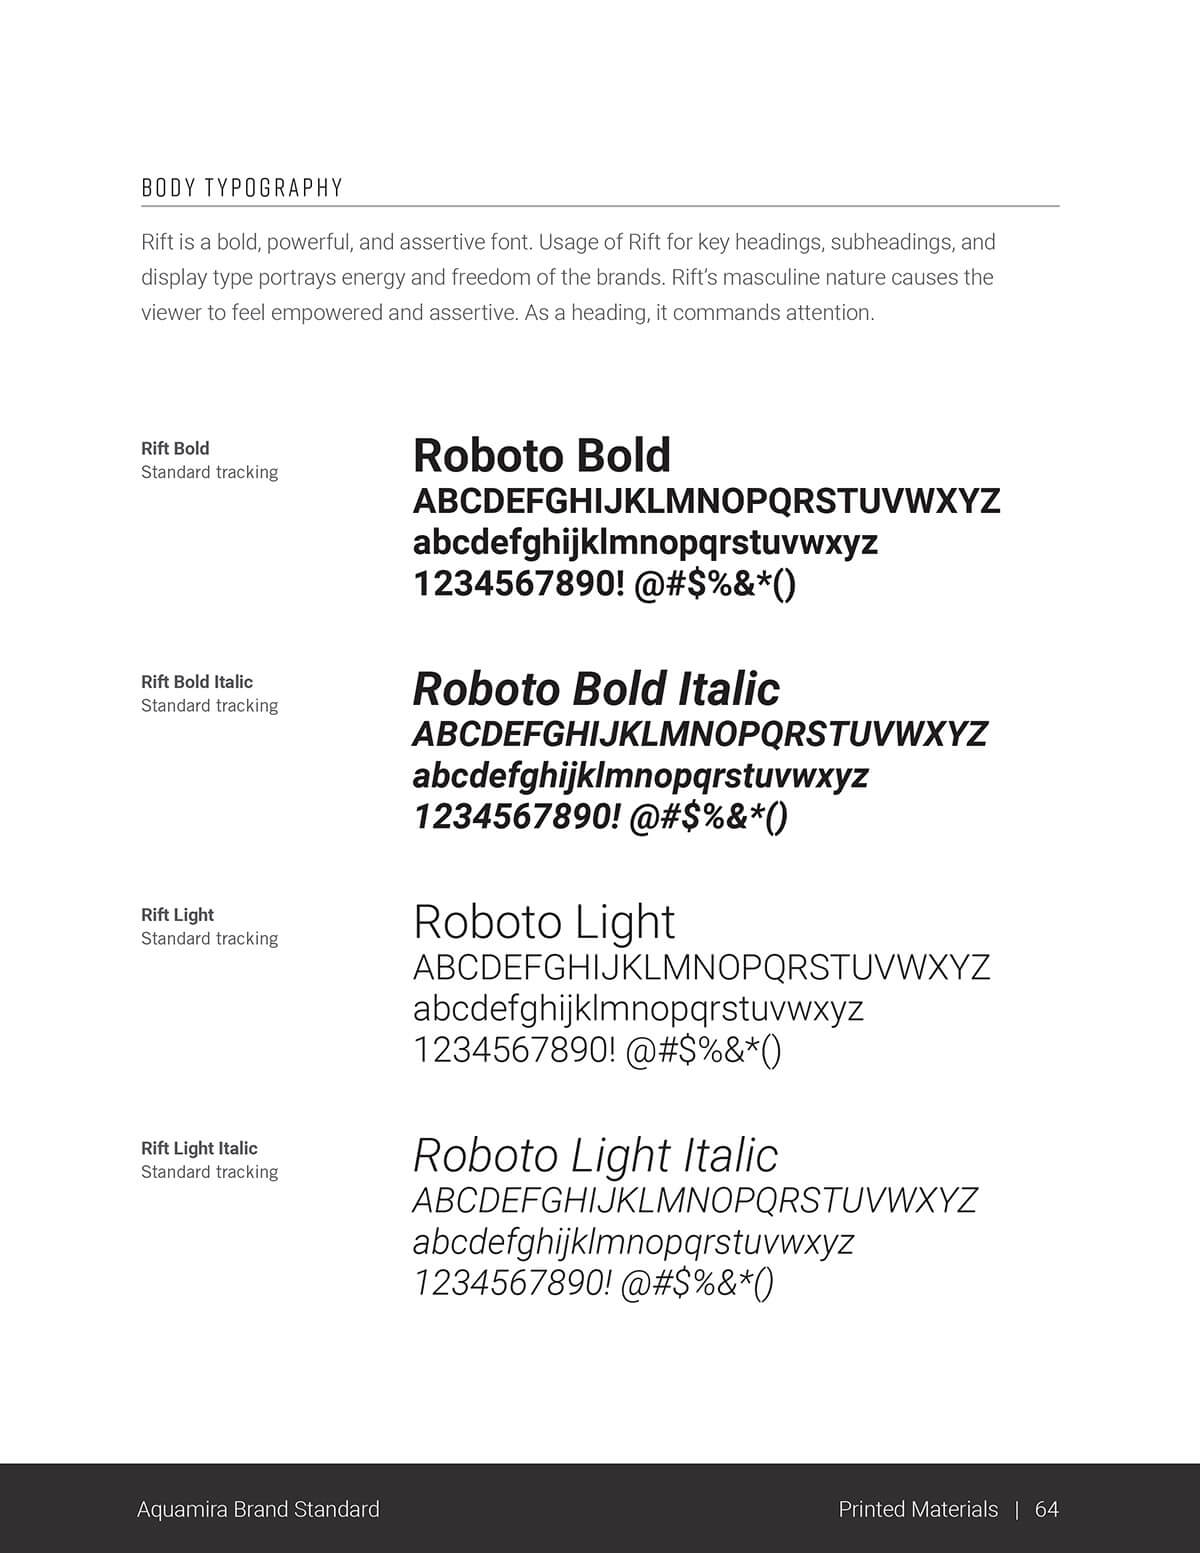 BODY TYPOGRAPHY
Rift is a bold, powerful, and assertive font. Usage of Rift for key headings, subheadings, and
display type portrays energy and freedom of the brands. Rift’s masculine nature causes the
viewer to feel empowered and assertive. As a heading, it commands attention.
Rift Bold
Standard tracking
Roboto Bold
ABCDEFGHIJKLMNOPQRSTUVWXYZ
abcdefghijklmnopqrstuvwxyz
1234567890! @#$%&*()
Rift Bold Italic
Standard tracking
Roboto Bold Italic
ABCDEFGHIJKLMNOPQRSTUVWXYZ
abcdefghijklmnopqrstuvwxyz
1234567890! @#$%&*()
Rift Light
Standard tracking
Roboto Light
ABCDEFGHIJKLMNOPQRSTUVWXYZ
abcdefghijklmnopqrstuvwxyz
1234567890! @#$%&*()
Rift Light Italic
Standard tracking
Roboto Light Italic
ABCDEFGHIJKLMNOPQRSTUVWXYZ
abcdefghijklmnopqrstuvwxyz
1234567890! @#$%&*()
Aquamira Brand Standard
Printed Materials | 64